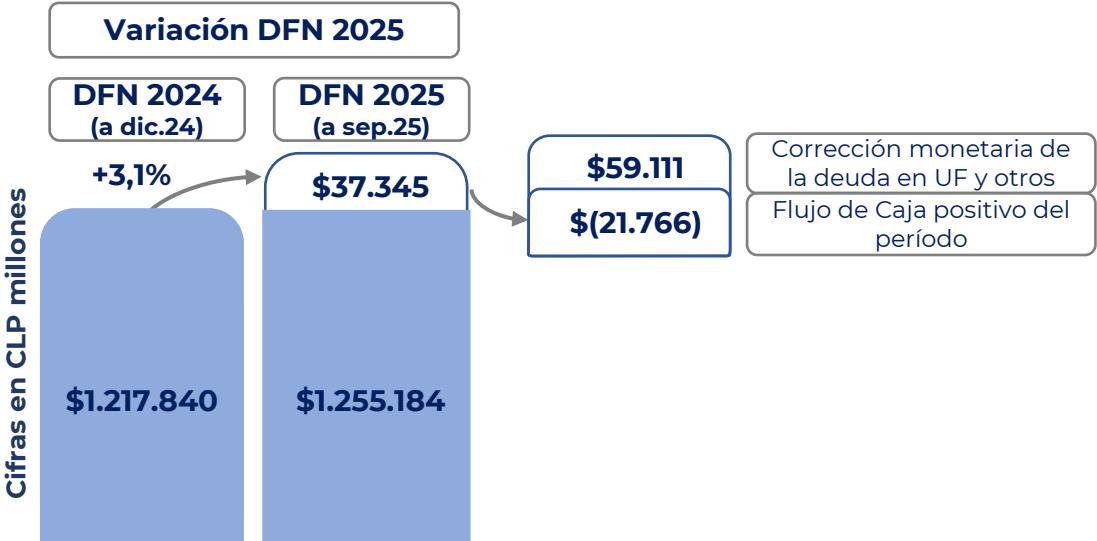 Variación DFN 2025
DFN 2024
(a dic.24)
DFN 2025
(a sep.25)
+3,1%
$37.345
$59.111
Corrección monetaria de
la deuda en UF y otros
$(21.766)
Flujo de Caja positivo del
período
Cifras en CLP millones
$1.217.840
$1.255.184